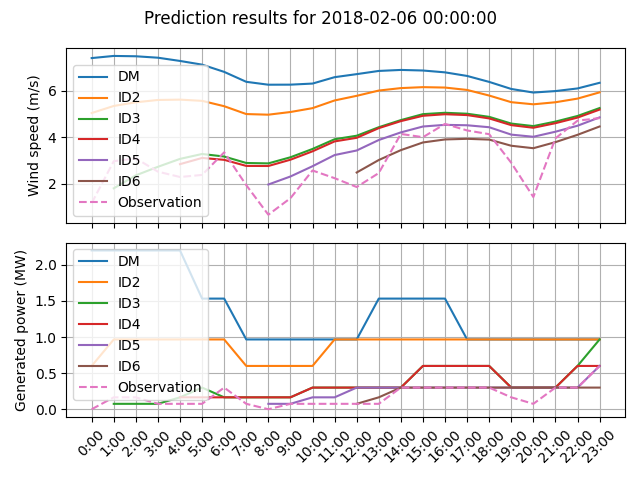 Prediction results for 2018-02-06 00:00:00
Wind speed (m/s)
6
4
2
DM
ID2
ID3
ID4
ID5
ID6
Observation
Generated power (MW)
2.0
1.5
1.0
0.5
0.0
DM
ID2
ID3
ID4
ID5
ID6
Observation
0:00
1:00
2:00
3:00
4:00
5:00
6:00
7:00
8:00
9:00
10:00
11:00
12:00
13:00
14:00
15:00
16:00
17:00
18:00
19:00
20:00
21:00
22:00
23:00